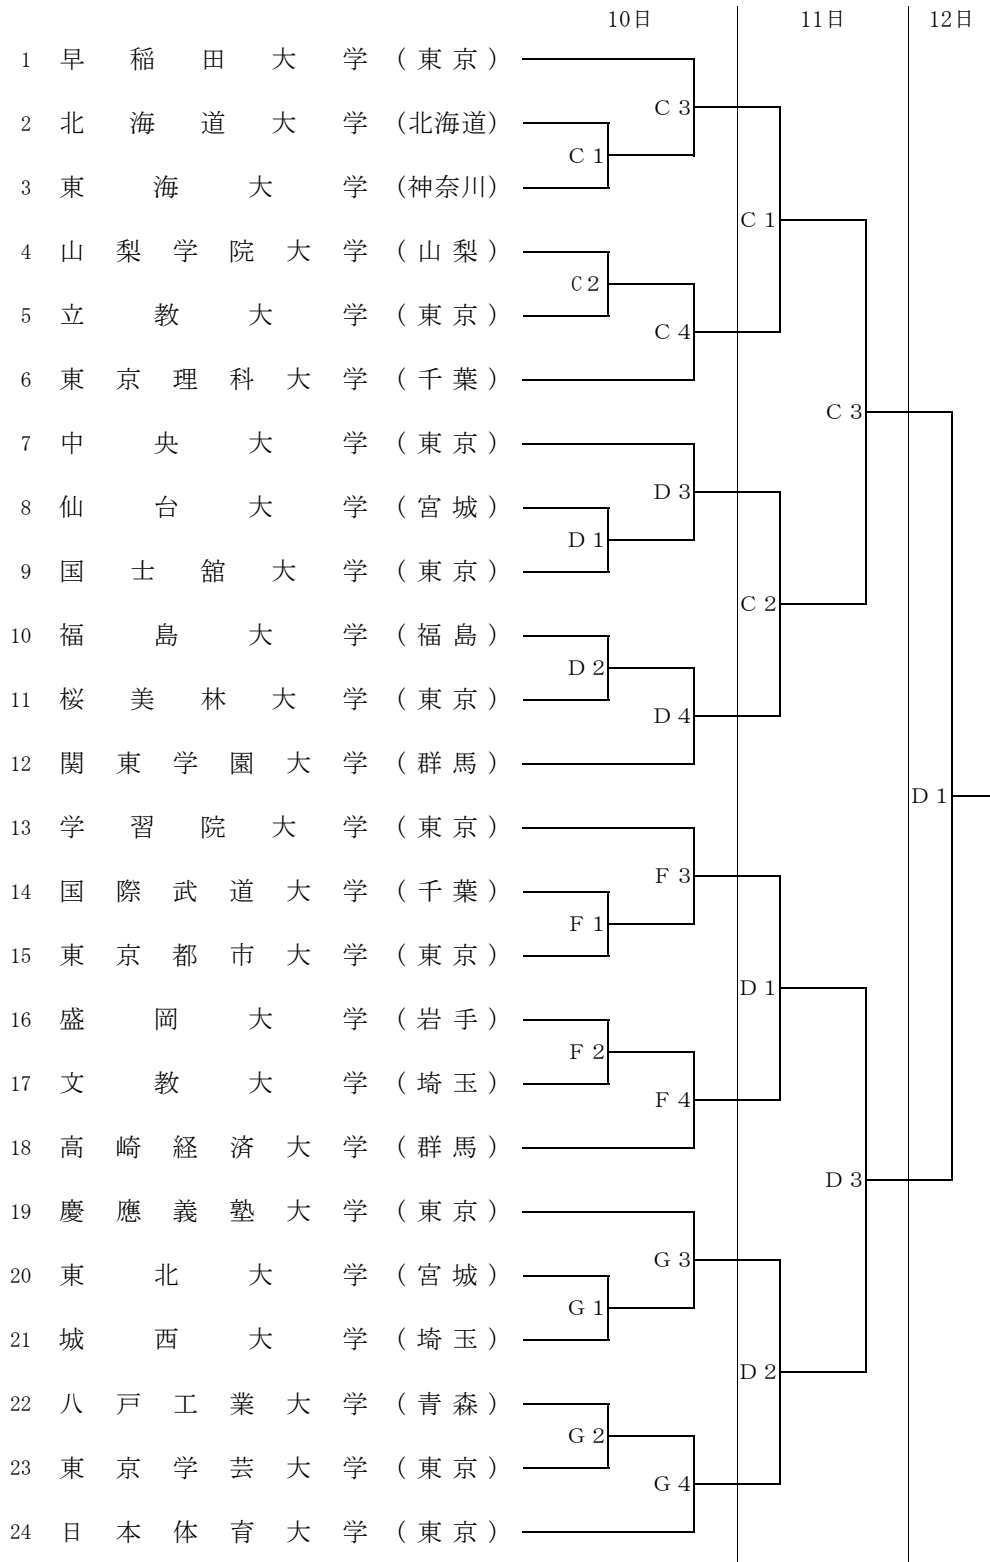 10日 11日 12日
1 早稲田大学 (東京)
C 3
2 北海道大学 (北海道)
C 1
3 東海大学 (神奈川)
C 1
4 山梨学院大学 (山梨)
C 2
5 立教大学 (東京)
C 4
6 東京理科大学 (千葉)
C 3
7 中央大学 (東京)
D 3
8 仙台大学 (宮城)
D 1
9 国士舘大学 (東京)
C 2
10 福島大学 (福島)
D 2
11 桜美林大学 (東京)
D 4
12 関東学園大学 (群馬)
D 1
13 学習院大学 (東京)
F 3
14 国際武道大学 (千葉)
F 1
15 東京都市大学 (東京)
D 1
16 盛岡大学 (岩手)
F 2
17 文教大学 (埼玉)
F 4
18 高崎経済大学 (群馬)
D 3
19 慶應義塾大学 (東京)
G 3
20 東北大学 (宮城)
G 1
21 城西大学 (埼玉)
D 2
22 八戸工業大学 (青森)
G 2
23 東京学芸大学 (東京)
G 4
24 日本体育大学 (東京)